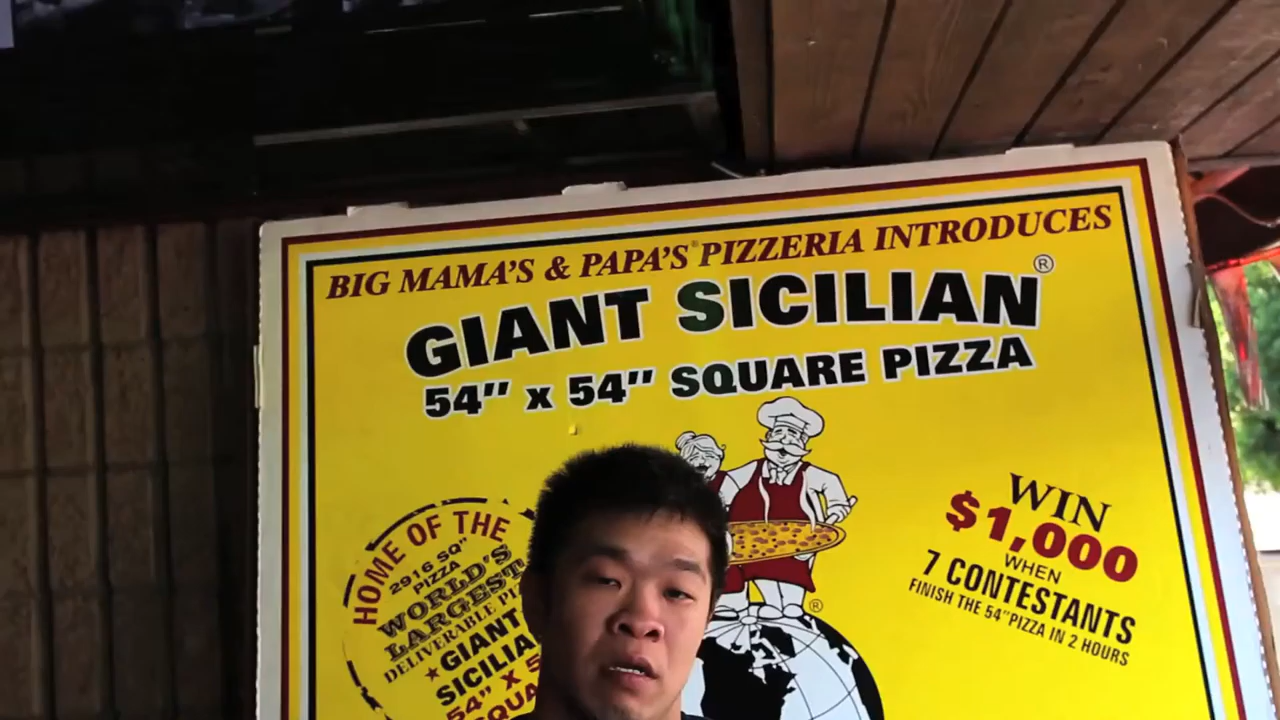 BIG MAMA'S & PAPA'S® PIZZERIA INTRODUCES
GIANT SICILIAN®
54" x 54" SQUARE PIZZA
WIN
$1,000
WHEN
7 CONTESTANTS
FINISH THE 54" PIZZA IN 2 HOURS
HOME OF THE
2916 SQ"
PIZZA
WORLD'S
LARGEST
DELIVERABLE
★ GIANT
SICILIA
54" X 5
SQUA
®